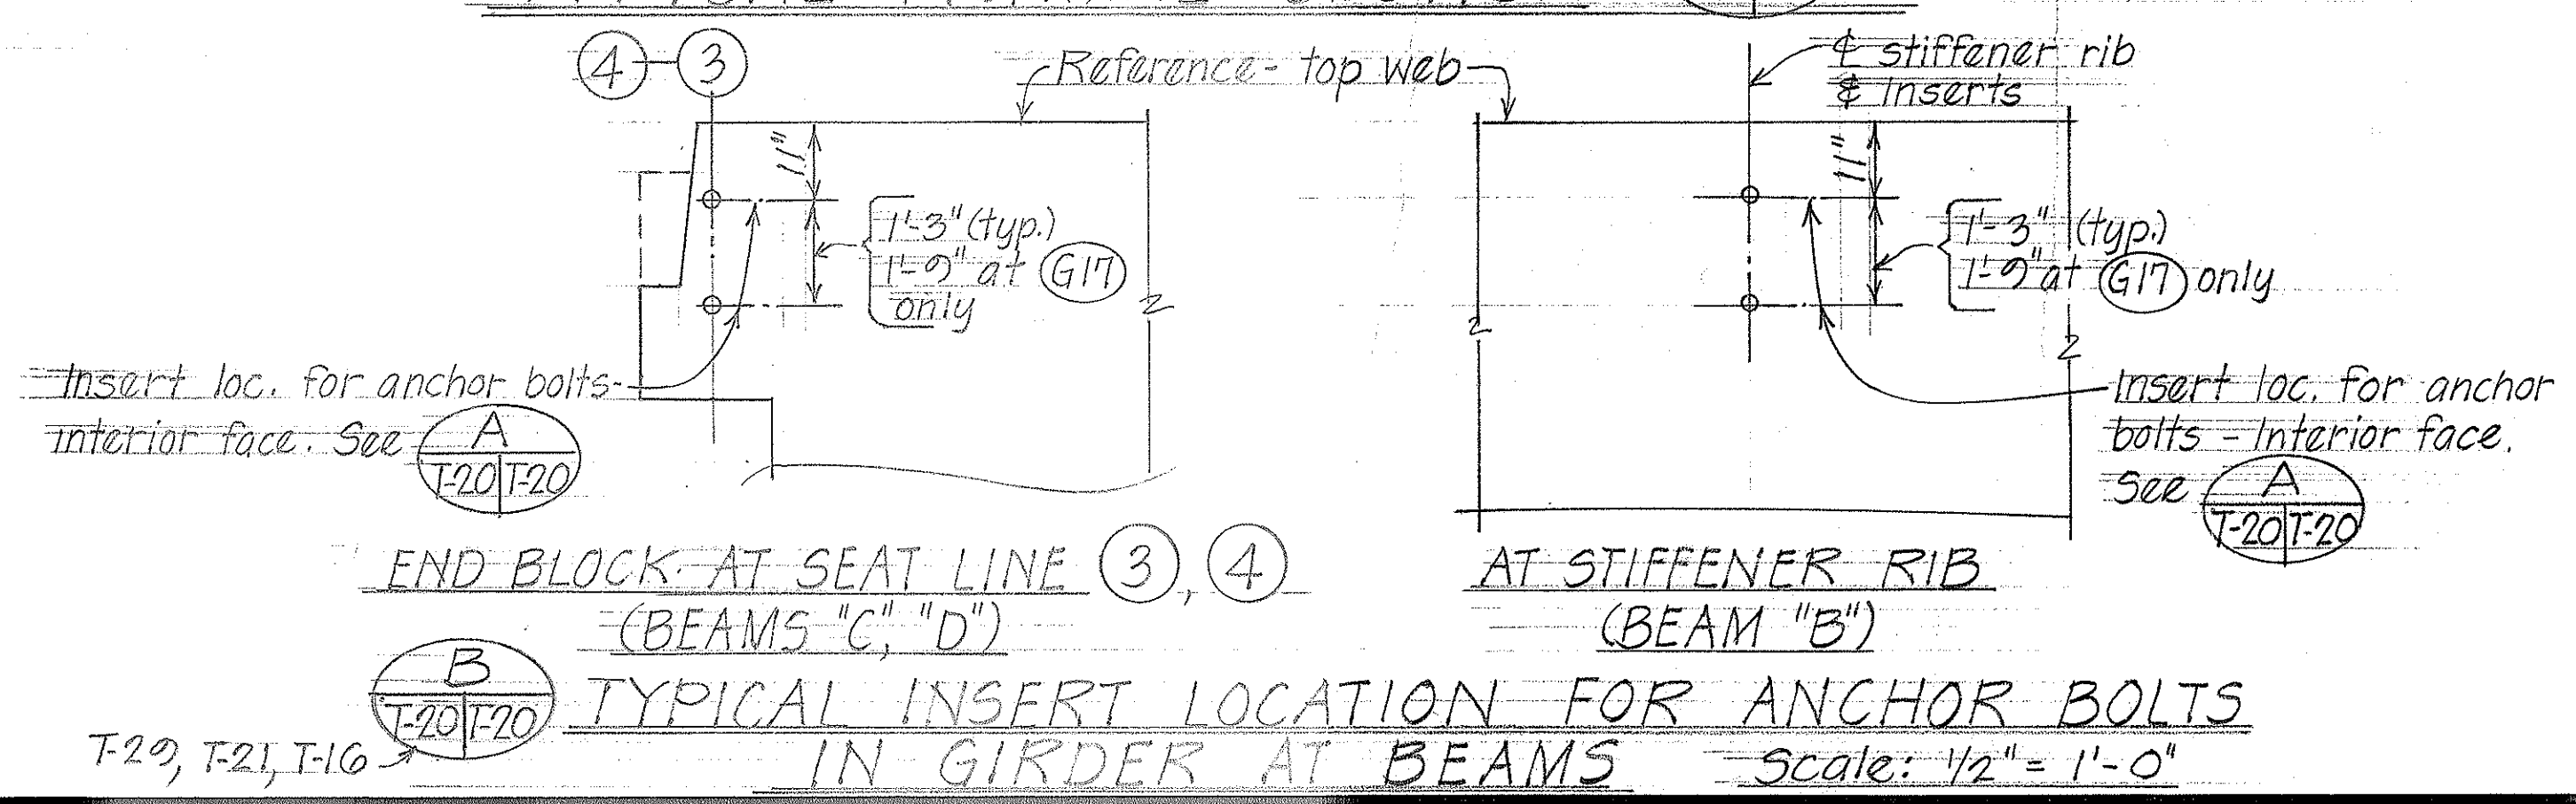 4 3
Reference- top web
℄ stiffener rib
& Inserts
11"
1'-3" (typ.)
1'-9" at G17
only
11"
1'-3" (typ.)
1'-9" at G17 only
Insert loc. for anchor bolts-
interior face. See A
T-20 T-20
Insert loc. for anchor
bolts - Interior face.
See A
T-20 T-20
END BLOCK AT SEAT LINE 3, 4
(BEAMS "C", "D")
AT STIFFENER RIB
(BEAM "B")
B
T-20 T-20
T-29, T-21, T-16
TYPICAL INSERT LOCATION FOR ANCHOR BOLTS
IN GIRDER AT BEAMS Scale: 1/2" = 1'-0"